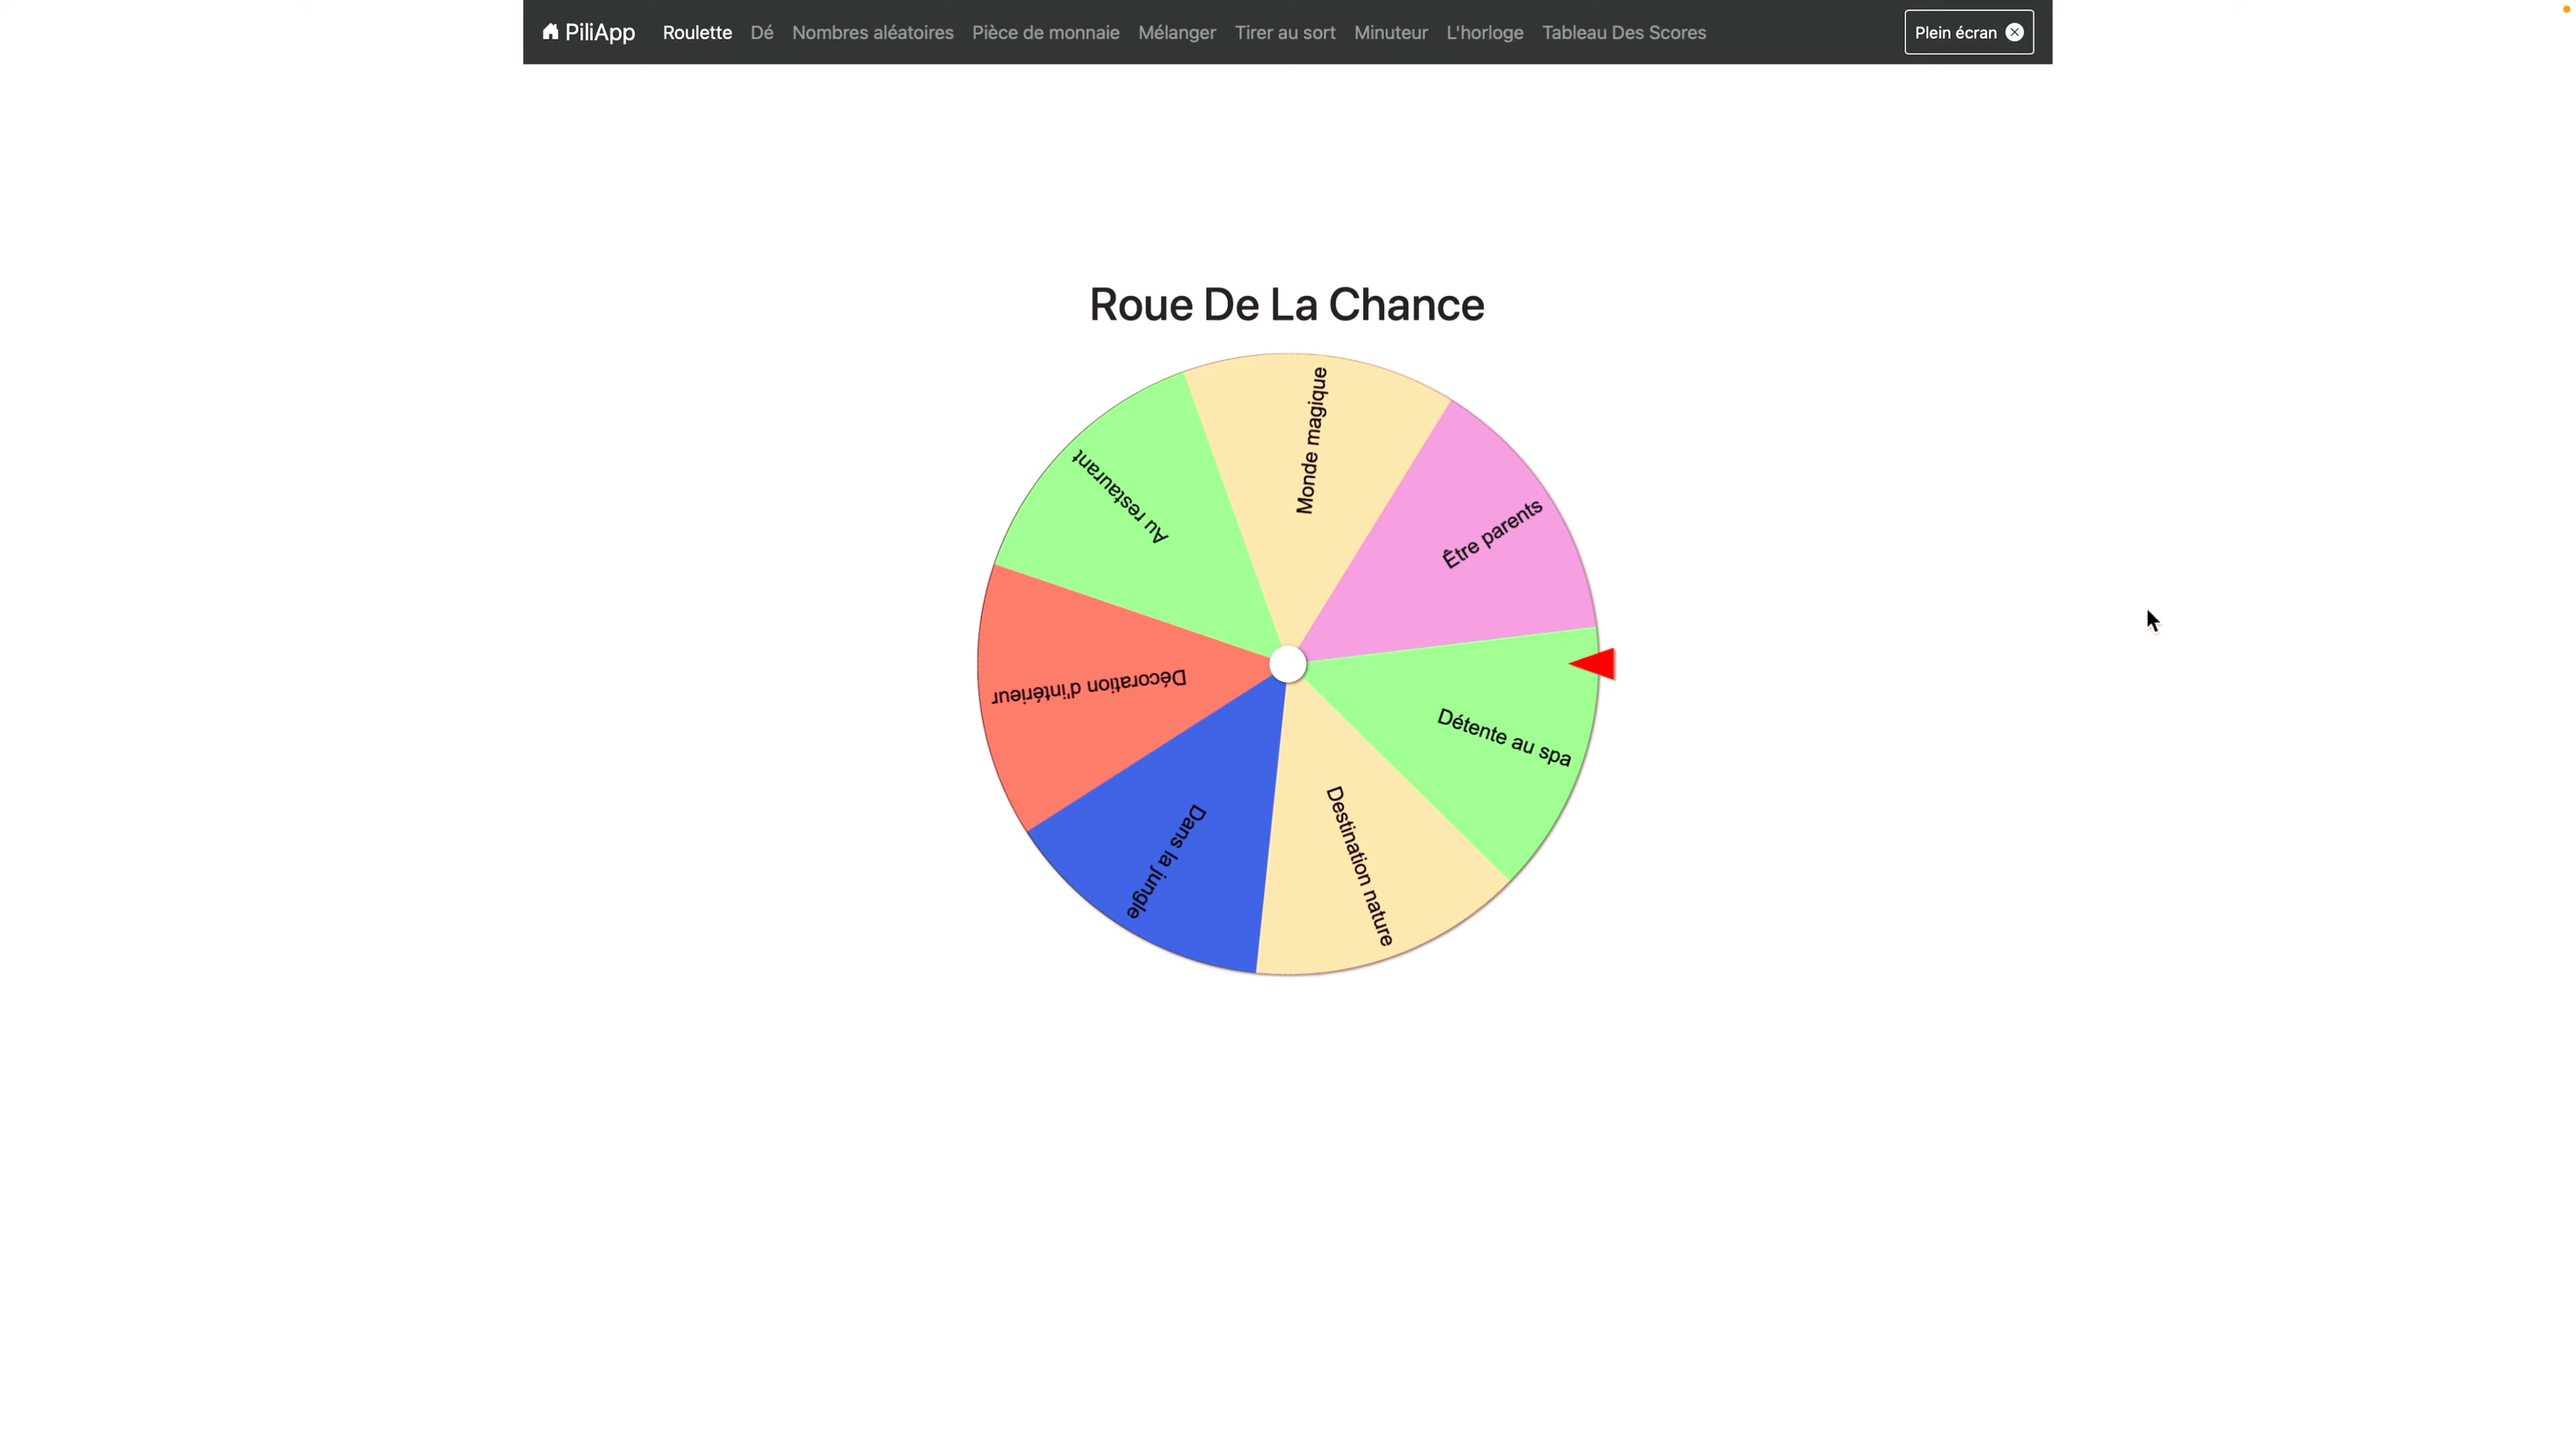 PiliApp Roulette Dé Nombres aléatoires Pièce de monnaie Mélanger Tirer au sort Minuteur L'horloge Tableau Des Scores Plein écran
Roue De La Chance
Monde magique
Être parents
Détente au spa
Destination nature
Dans la jungle
Décoration d'intérieur
Au restaurant